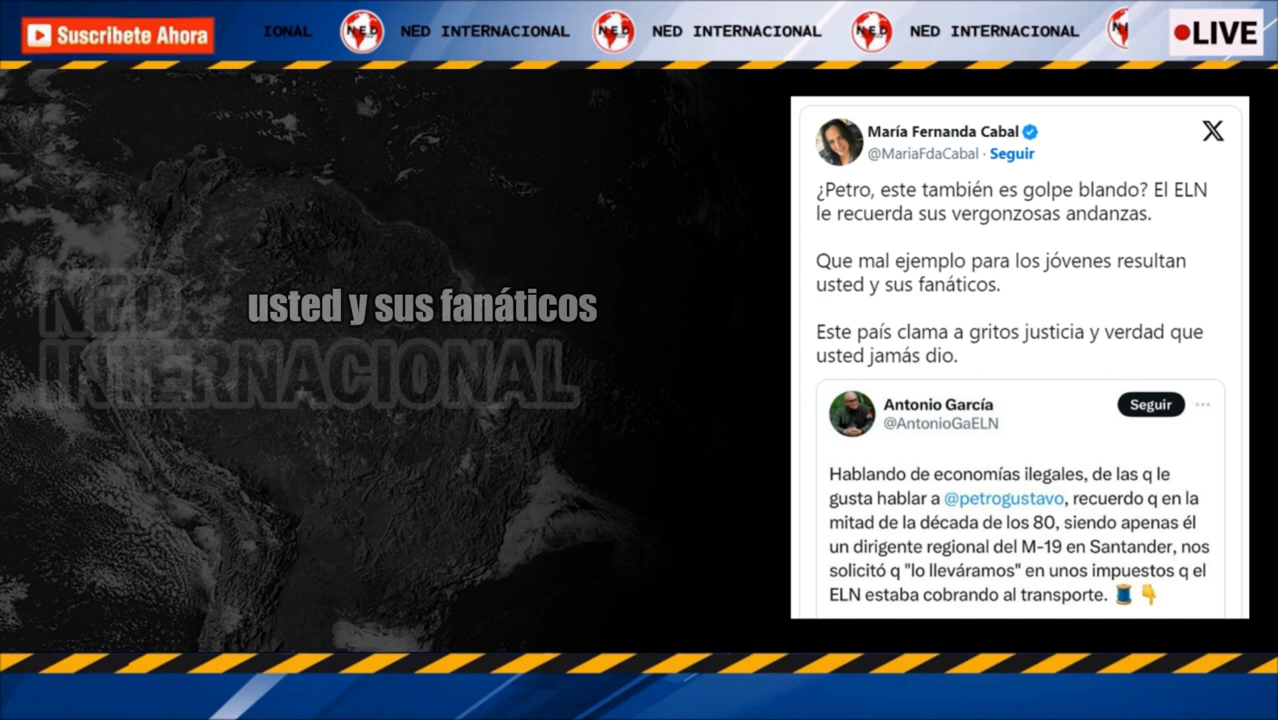 Suscribete Ahora
IONAL NED NED INTERNACIONAL NED NED INTERNACIONAL NED NED INTERNACIONAL
LIVE
NED
INTERNACIONAL
usted y sus fanáticos
María Fernanda Cabal
@MariaFdaCabal · Seguir
¿Petro, este también es golpe blando? El ELN
le recuerda sus vergonzosas andanzas.
Que mal ejemplo para los jóvenes resultan
usted y sus fanáticos.
Este país clama a gritos justicia y verdad que
usted jamás dio.
Antonio García
Seguir
@AntonioGaELN
Hablando de economías ilegales, de las q le
gusta hablar a @petrogustavo, recuerdo q en la
mitad de la década de los 80, siendo apenas él
un dirigente regional del M-19 en Santander, nos
solicitó q "lo lleváramos" en unos impuestos q el
ELN estaba cobrando al transporte. 🧵 👇